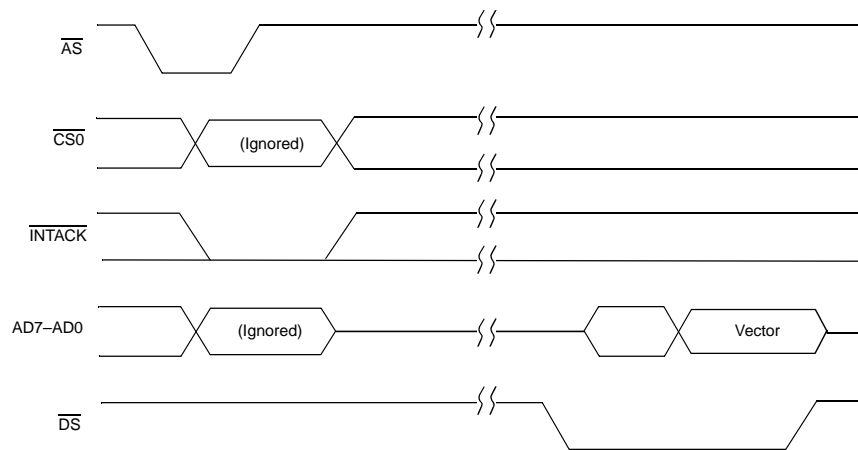 AS
CS0
(Ignored)
INTACK
AD7–AD0
(Ignored)
Vector
DS